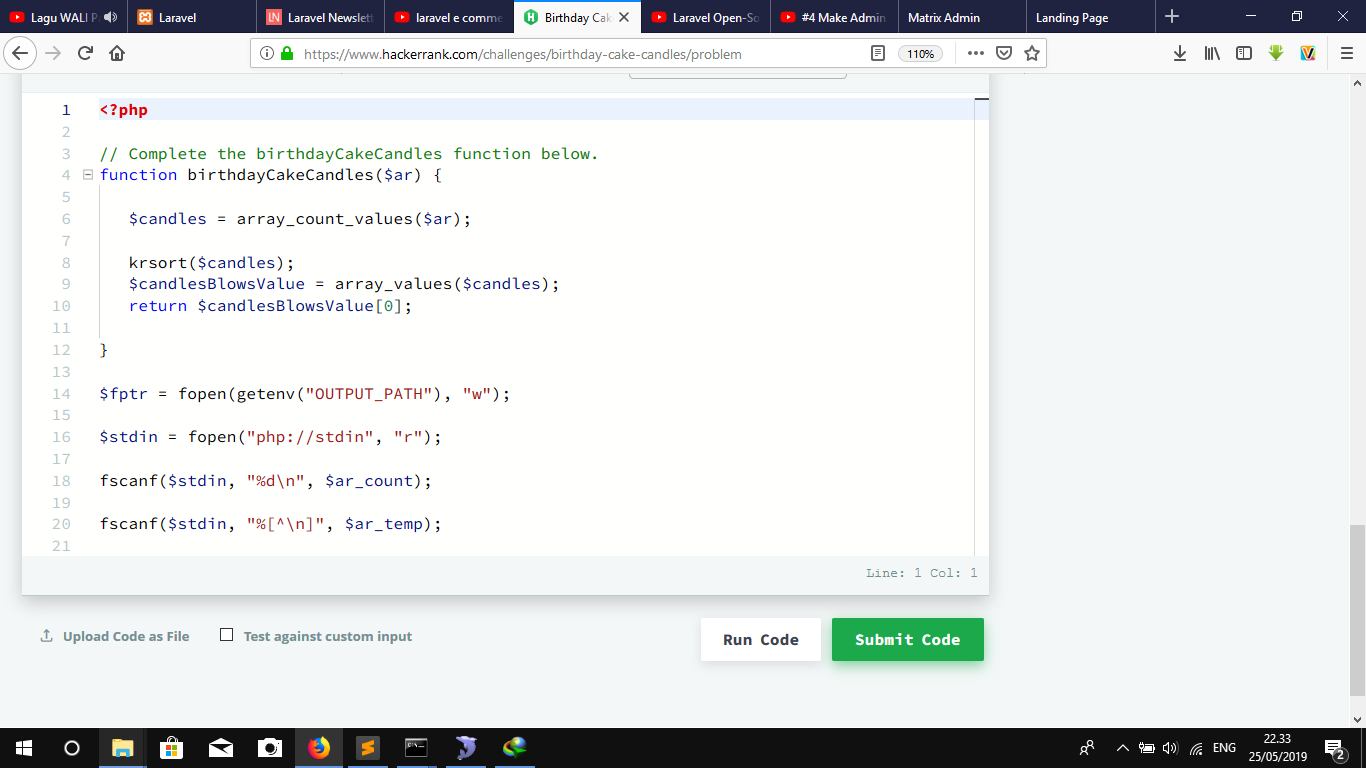 Lagu WALI P
Laravel
LN Laravel Newslett
laravel e comme
Birthday Cak
Laravel Open-So
#4 Make Admin
Matrix Admin
Landing Page
https://www.hackerrank.com/challenges/birthday-cake-candles/problem
110%
1 <?php
2
3 // Complete the birthdayCakeCandles function below.
4 function birthdayCakeCandles($ar) {
5
6 $candles = array_count_values($ar);
7
8 krsort($candles);
9 $candlesBlowsValue = array_values($candles);
10 return $candlesBlowsValue[0];
11
12 }
13
14 $fptr = fopen(getenv("OUTPUT_PATH"), "w");
15
16 $stdin = fopen("php://stdin", "r");
17
18 fscanf($stdin, "%d\n", $ar_count);
19
20 fscanf($stdin, "%[^\n]", $ar_temp);
21
Line: 1 Col: 1
Upload Code as File
Test against custom input
Run Code
Submit Code
ENG
22.33
25/05/2019
2